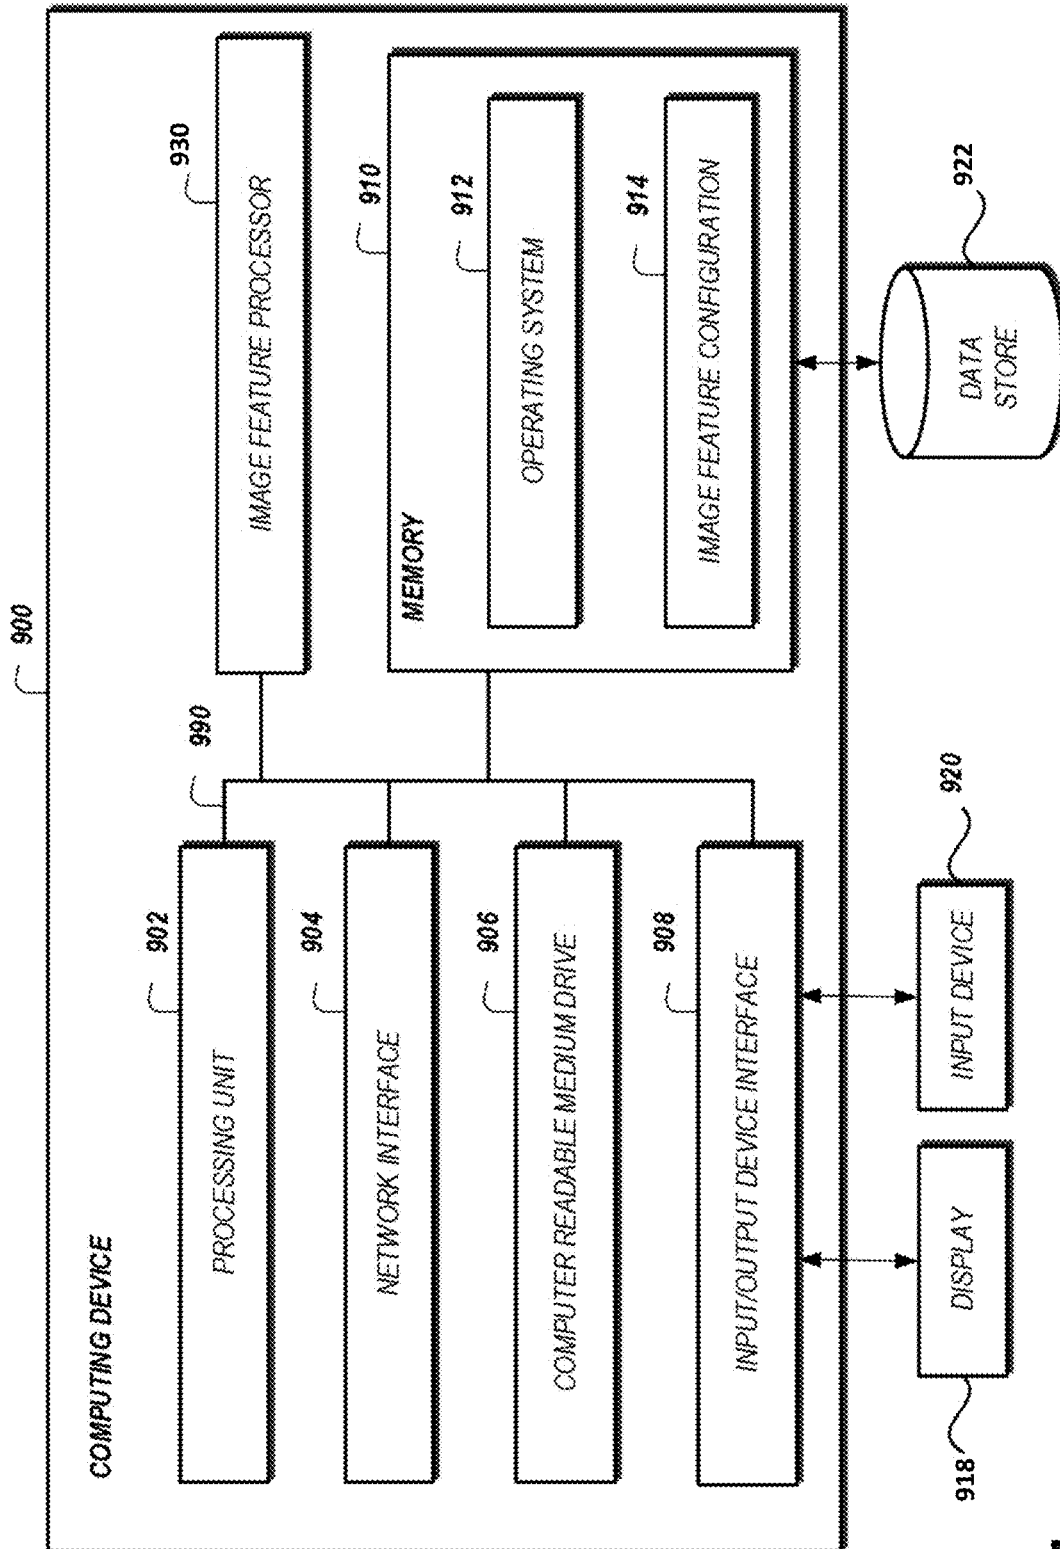 900
COMPUTING DEVICE
990
902
PROCESSING UNIT
904
NETWORK INTERFACE
906
COMPUTER READABLE MEDIUM DRIVE
908
INPUT/OUTPUT DEVICE INTERFACE
930
IMAGE FEATURE PROCESSOR
910
MEMORY
912
OPERATING SYSTEM
914
IMAGE FEATURE CONFIGURATION
918
DISPLAY
920
INPUT DEVICE
922
DATA
STORE